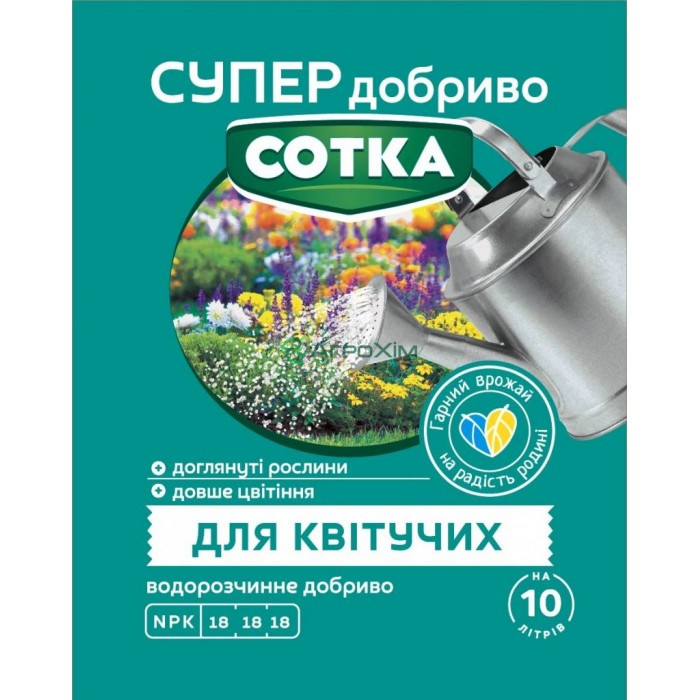 СУПЕР добриво
СОТКА
АгроХім
Гарний врожай
на радість родині
+ доглянуті рослини
+ довше цвітіння
ДЛЯ КВІТУЧИХ
водорозчинне добриво
NPK 18 18 18
НА
10
ЛІТРІВ